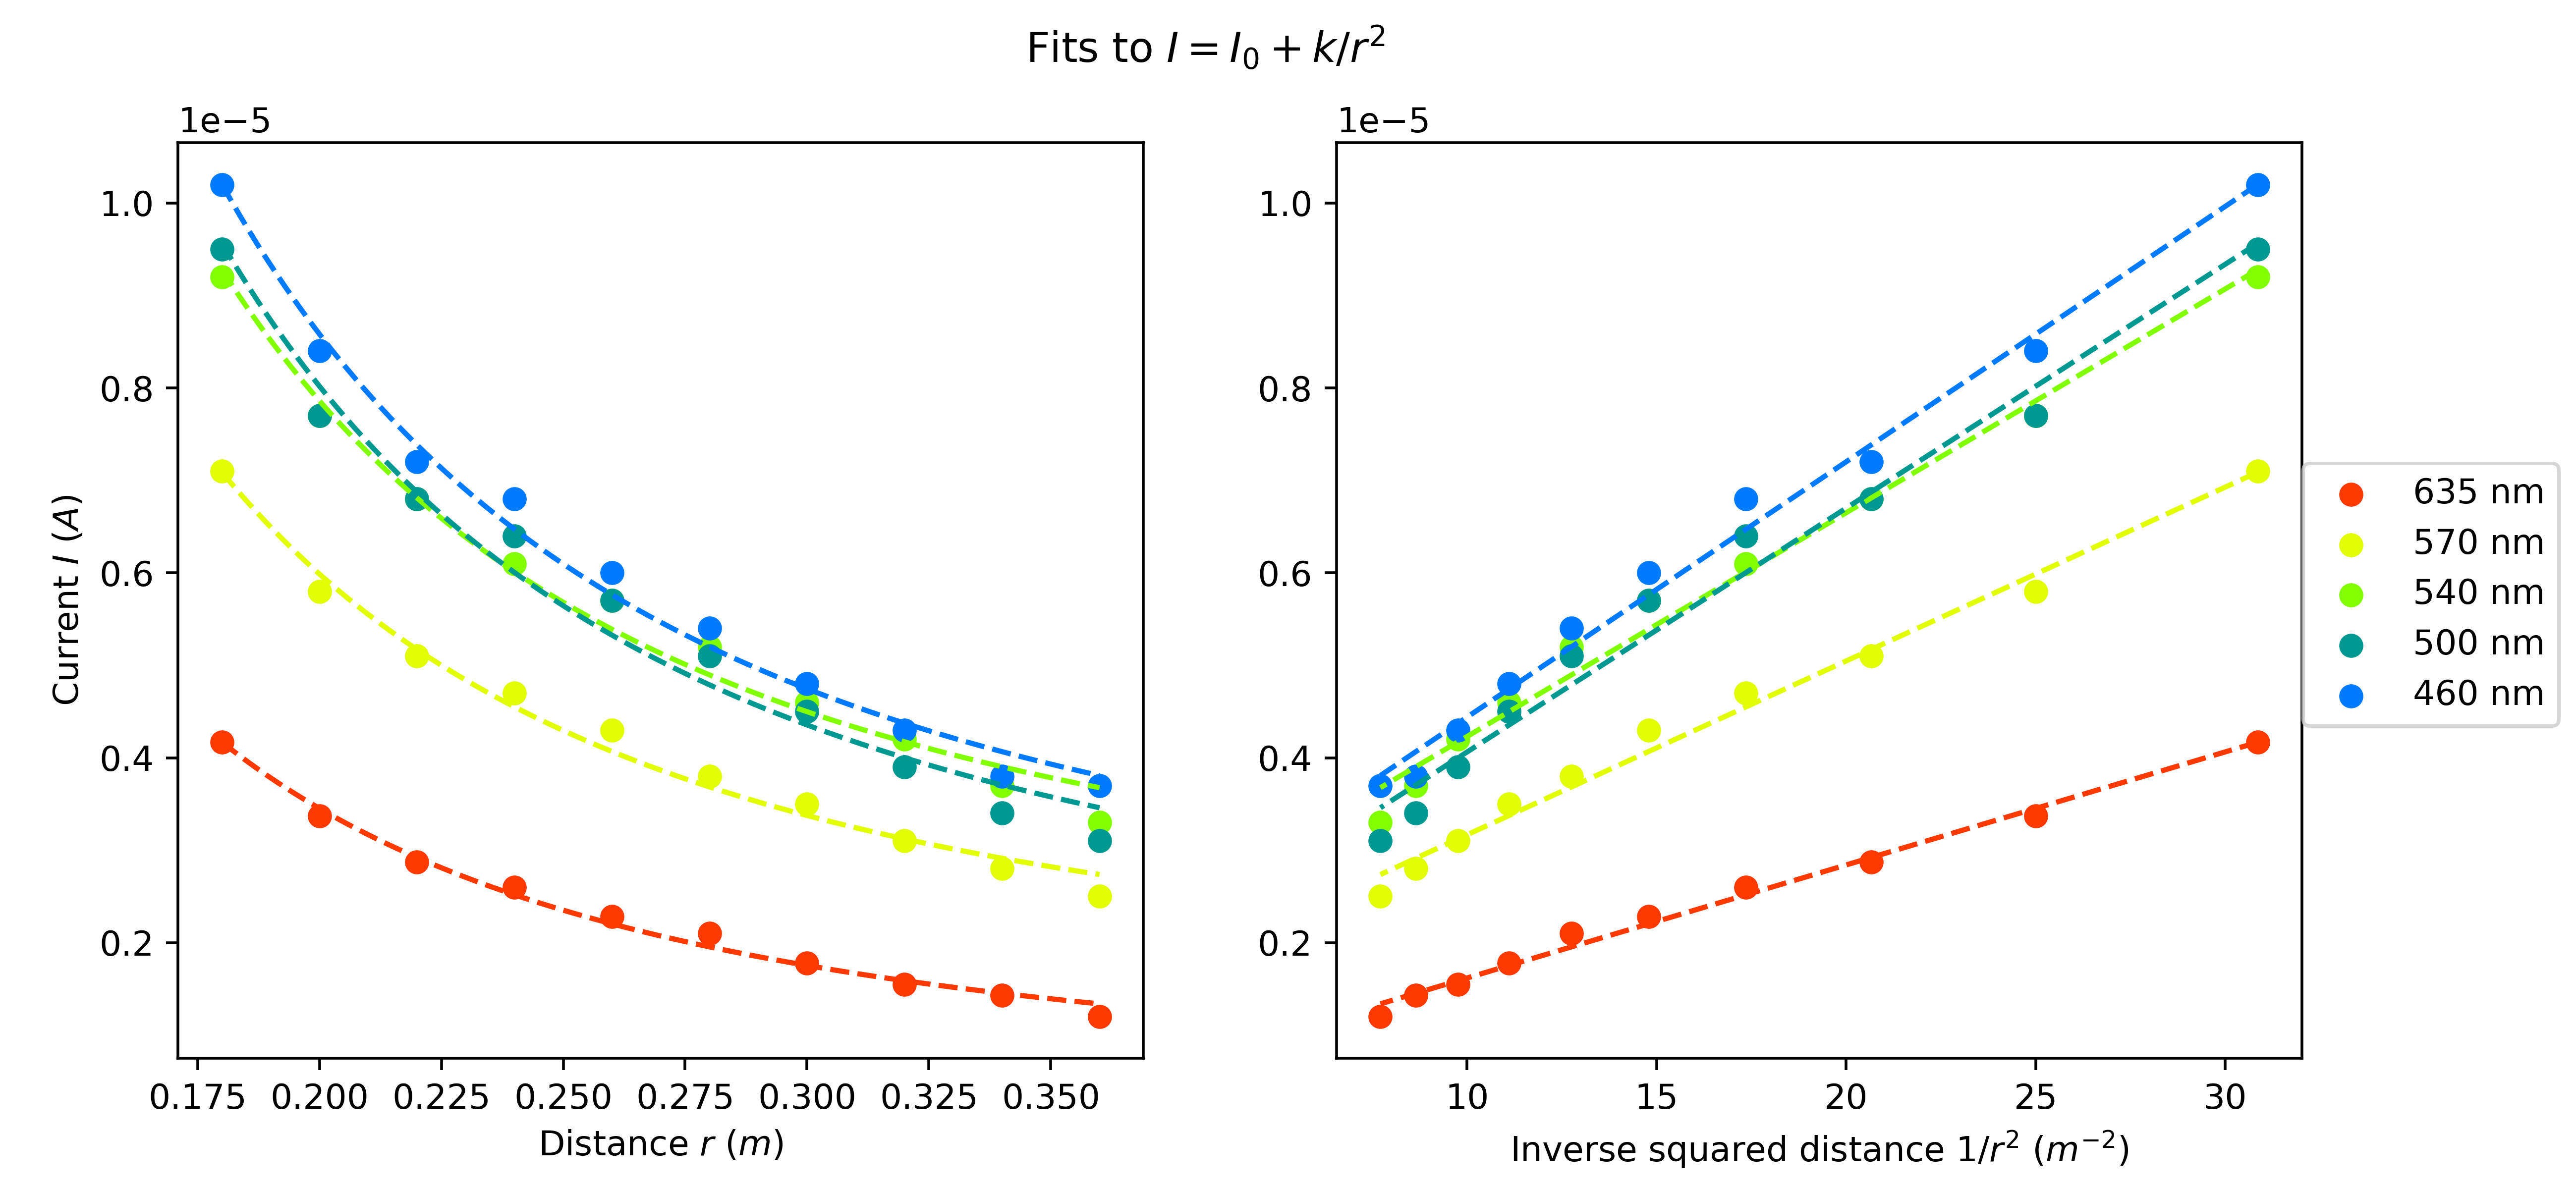 Fits to I = I₀ + k/r²
1e−5
1.0
0.8
0.6
0.4
0.2
Current I (A)
0.175 0.200 0.225 0.250 0.275 0.300 0.325 0.350
Distance r (m)
1e−5
1.0
0.8
0.6
0.4
0.2
10 15 20 25 30
Inverse squared distance 1/r² (m⁻²)
635 nm
570 nm
540 nm
500 nm
460 nm